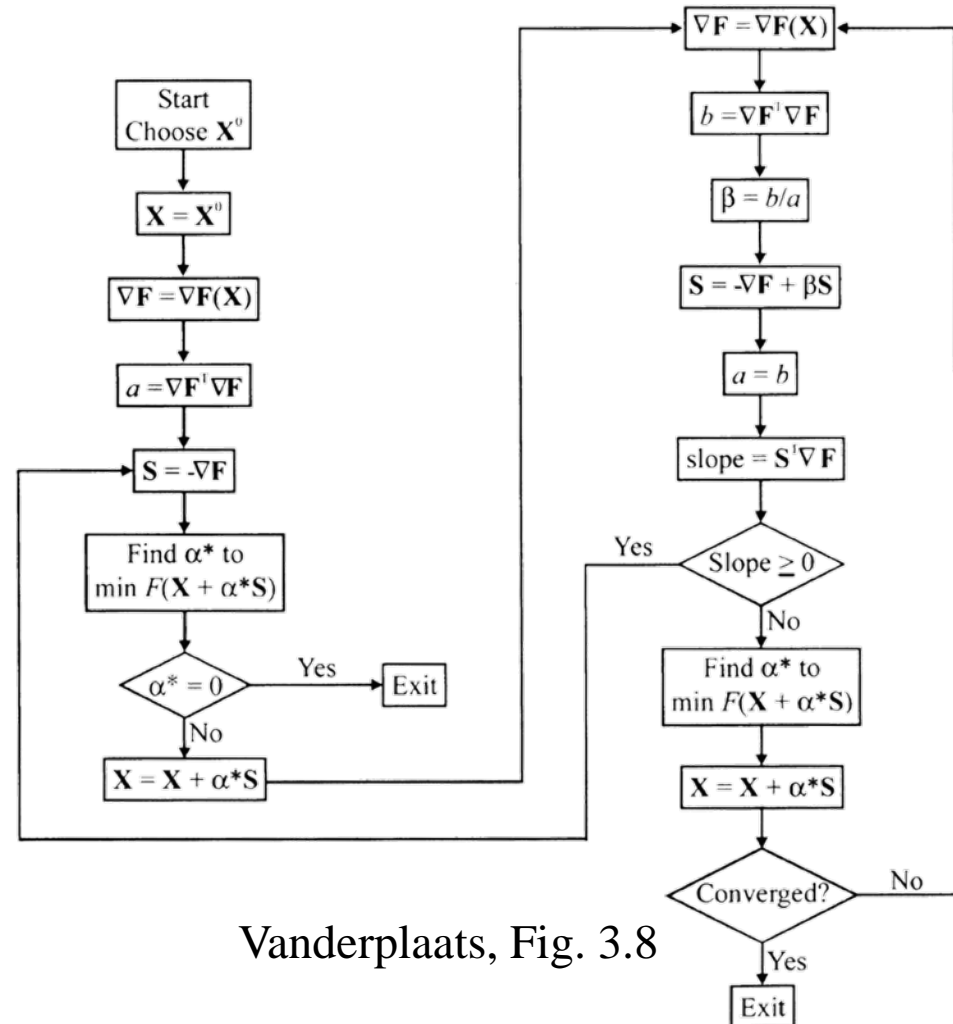 Start
Choose X⁰
X = X⁰
∇F = ∇F(X)
a = ∇Fᵀ∇F
S = -∇F
Find α* to
min F(X + α*S)
α* = 0
Yes
Exit
No
X = X + α*S
∇F = ∇F(X)
b = ∇Fᵀ∇F
β = b/a
S = -∇F + βS
a = b
slope = Sᵀ∇F
Slope ≥ 0
Yes
No
Find α* to
min F(X + α*S)
X = X + α*S
Converged?
No
Yes
Exit
Vanderplaats, Fig. 3.8